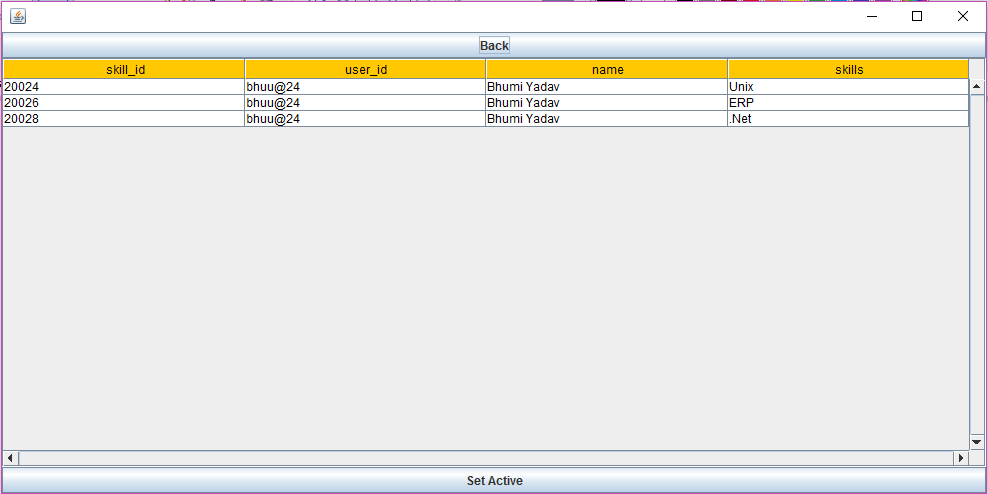 Back
skill_id user_id name skills
20024 bhuu@24 Bhumi Yadav Unix
20026 bhuu@24 Bhumi Yadav ERP
20028 bhuu@24 Bhumi Yadav .Net
Set Active